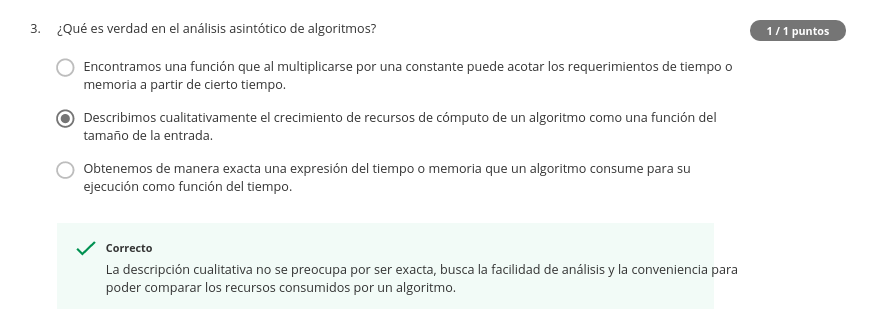 3. ¿Qué es verdad en el análisis asintótico de algoritmos?
1 / 1 puntos
Encontramos una función que al multiplicarse por una constante puede acotar los requerimientos de tiempo o
memoria a partir de cierto tiempo.
Describimos cualitativamente el crecimiento de recursos de cómputo de un algoritmo como una función del
tamaño de la entrada.
Obtenemos de manera exacta una expresión del tiempo o memoria que un algoritmo consume para su
ejecución como función del tiempo.
Correcto
La descripción cualitativa no se preocupa por ser exacta, busca la facilidad de análisis y la conveniencia para
poder comparar los recursos consumidos por un algoritmo.